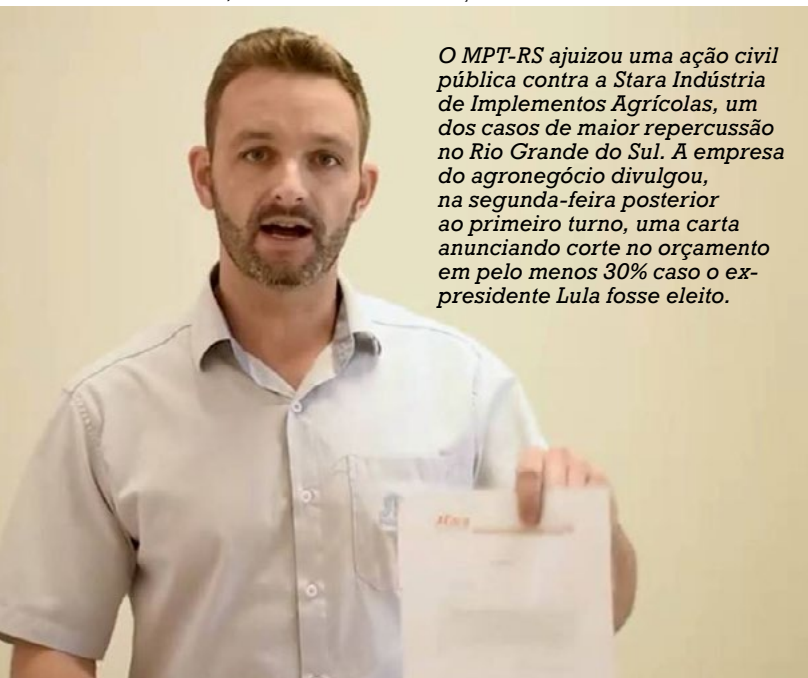 O MPT-RS ajuizou uma ação civil
pública contra a Stara Indústria
de Implementos Agrícolas, um
dos casos de maior repercussão
no Rio Grande do Sul. A empresa
do agronegócio divulgou,
na segunda-feira posterior
ao primeiro turno, uma carta
anunciando corte no orçamento
em pelo menos 30% caso o ex-
presidente Lula fosse eleito.